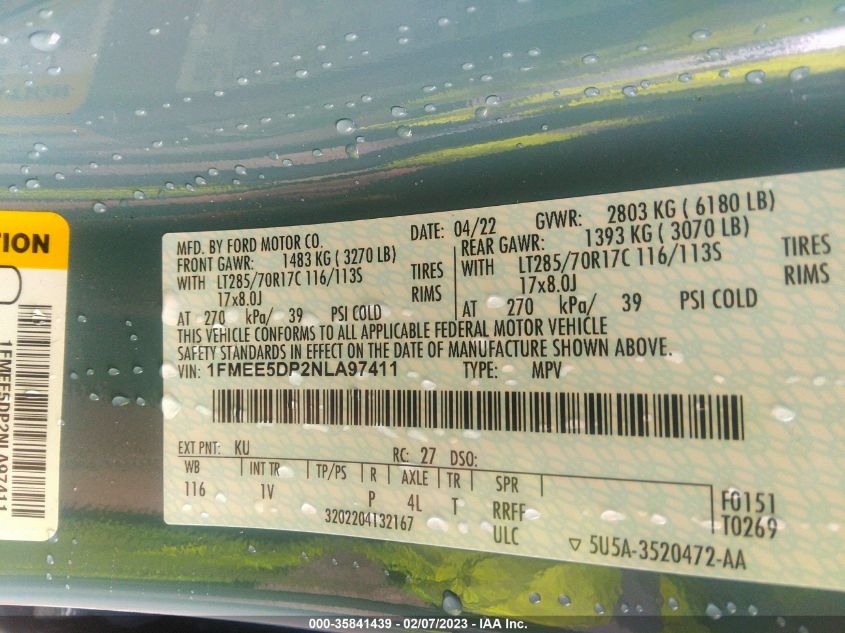 TION
1FMEE5DP2NLA97411
MFG. BY FORD MOTOR CO.
DATE: 04/22 GVWR: 2803 KG ( 6180 LB)
FRONT GAWR: 1483 KG ( 3270 LB)
REAR GAWR: 1393 KG ( 3070 LB)
WITH LT285/70R17C 116/113S TIRES
WITH LT285/70R17C 116/113S TIRES
17x8.0J RIMS
17x8.0J RIMS
AT 270 kPa/ 39 PSI COLD
AT 270 kPa/ 39 PSI COLD
THIS VEHICLE CONFORMS TO ALL APPLICABLE FEDERAL MOTOR VEHICLE
SAFETY STANDARDS IN EFFECT ON THE DATE OF MANUFACTURE SHOWN ABOVE.
VIN: 1FMEE5DP2NLA97411 TYPE: MPV
EXT PNT: KU RC: 27 DSO:
WB INT TR TP/PS R AXLE TR SPR
116 1V P 4L T RRFF
F0151
3202204132167 ULC
T0269
▽ 5U5A-3520472-AA
000-35841439 - 02/07/2023 - IAA Inc.